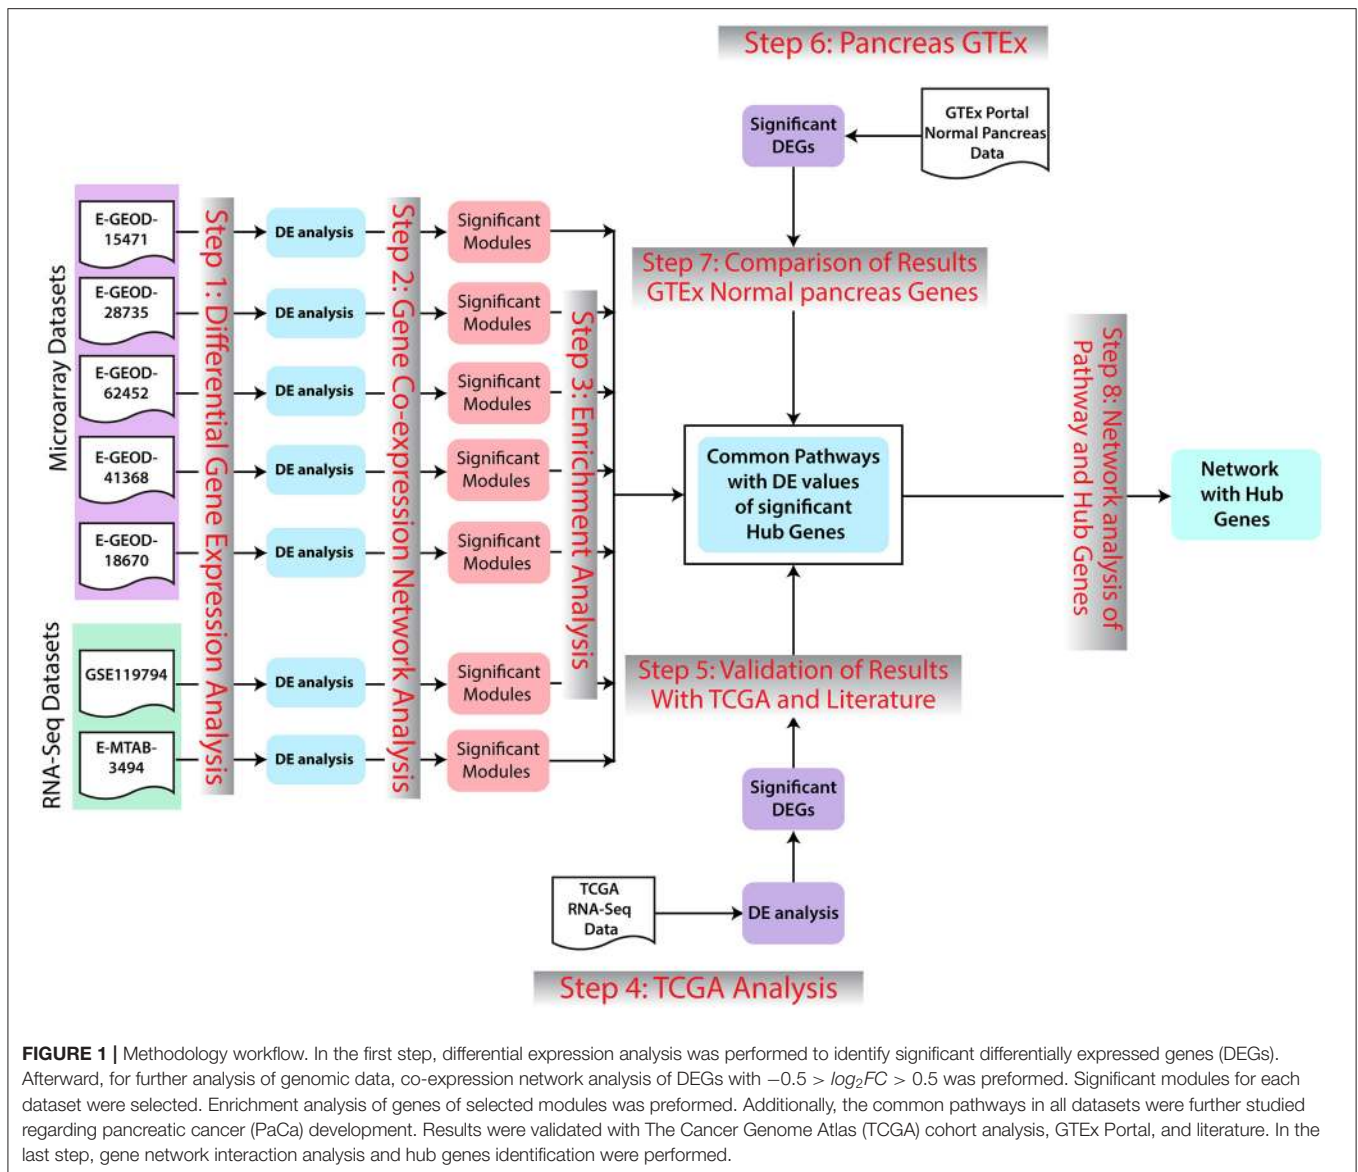 Step 6: Pancreas GTEx
GTEx Portal
Normal Pancreas
Data
Significant
DEGs
Step 7: Comparison of Results
GTEx Normal pancreas Genes
Microarray Datasets
E-GEOD-
15471
E-GEOD-
28735
E-GEOD-
62452
E-GEOD-
41368
E-GEOD-
18670
RNA-Seq Datasets
GSE119794
E-MTAB-
3494
Step 1: Differential Gene Expression Analysis
DE analysis
DE analysis
DE analysis
DE analysis
DE analysis
DE analysis
DE analysis
Step 2: Gene Co-expression Network Analysis
Significant
Modules
Significant
Modules
Significant
Modules
Significant
Modules
Significant
Modules
Significant
Modules
Significant
Modules
Step 3: Enrichment Analysis
Common Pathways
with DE values
of significant
Hub Genes
Step 8: Network analysis of
Pathway and Hub Genes
Network
with Hub
Genes
Step 5: Validation of Results
With TCGA and Literature
Significant
DEGs
TCGA
RNA-Seq
Data
DE analysis
Step 4: TCGA Analysis
FIGURE 1 | Methodology workflow. In the first step, differential expression analysis was performed to identify significant differentially expressed genes (DEGs).
Afterward, for further analysis of genomic data, co-expression network analysis of DEGs with −0.5 > log₂FC > 0.5 was preformed. Significant modules for each
dataset were selected. Enrichment analysis of genes of selected modules was preformed. Additionally, the common pathways in all datasets were further studied
regarding pancreatic cancer (PaCa) development. Results were validated with The Cancer Genome Atlas (TCGA) cohort analysis, GTEx Portal, and literature. In the
last step, gene network interaction analysis and hub genes identification were performed.